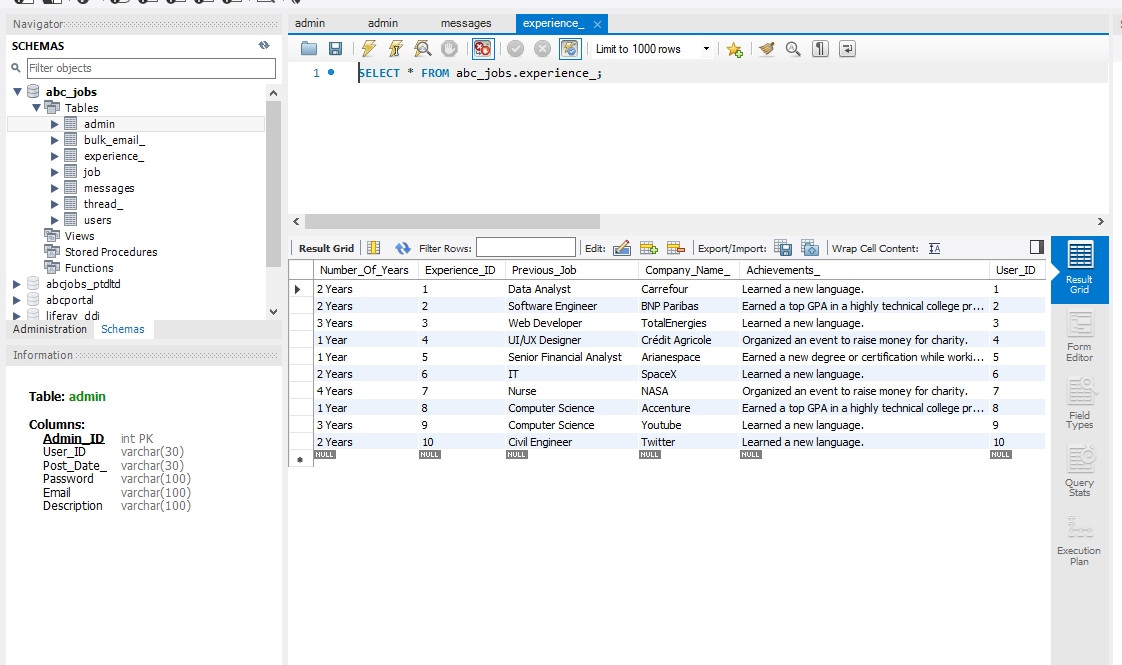 Navigator
SCHEMAS
Filter objects
abc_jobs
Tables
admin
bulk_email_
experience_
job
messages
thread_
users
Views
Stored Procedures
Functions
abcjobs_ptdltd
abcportal
liferay_ddi
Administration Schemas
Information
Table: admin
Columns:
Admin_ID int PK
User_ID varchar(30)
Post_Date_ varchar(30)
Password varchar(100)
Email varchar(100)
Description varchar(100)
admin admin messages experience_
Limit to 1000 rows
1 SELECT * FROM abc_jobs.experience_;
Result Grid Filter Rows: Edit: Export/Import: Wrap Cell Content:
Number_Of_Years Experience_ID Previous_Job Company_Name_ Achievements_ User_ID
2 Years 1 Data Analyst Carrefour Learned a new language. 1
2 Years 2 Software Engineer BNP Paribas Earned a top GPA in a highly technical college pr... 2
3 Years 3 Web Developer TotalEnergies Learned a new language. 3
1 Year 4 UI/UX Designer Crédit Agricole Organized an event to raise money for charity. 4
1 Year 5 Senior Financial Analyst Arianespace Earned a new degree or certification while worki... 5
2 Years 6 IT SpaceX Learned a new language. 6
4 Years 7 Nurse NASA Organized an event to raise money for charity. 7
1 Year 8 Computer Science Accenture Earned a top GPA in a highly technical college pr... 8
3 Years 9 Computer Science Youtube Learned a new language. 9
2 Years 10 Civil Engineer Twitter Learned a new language. 10
NULL NULL NULL NULL NULL NULL
Result
Grid
Form
Editor
Field
Types
Query
Stats
Execution
Plan